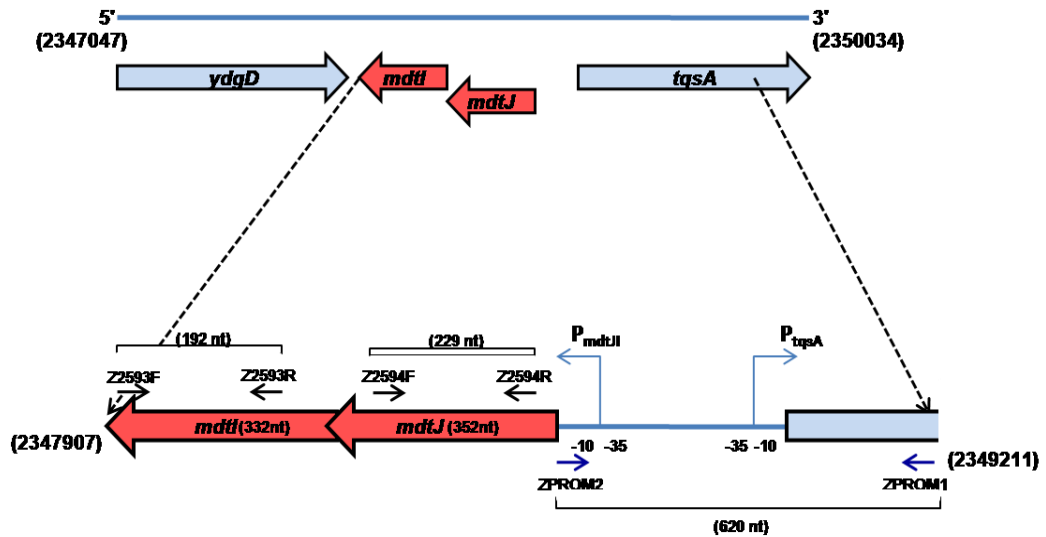 5' 3'
(2347047) (2350034)
ydgD mdtI tqsA
mdtJ
(192 nt) (229 nt) PmdtJI PtqsA
Z2593F Z2593R Z2594F Z2594R
(2347907) mdtI(332nt) mdtJ (352nt)
-10 -35 -35 -10 (2349211)
ZPROM2 ZPROM1
(620 nt)